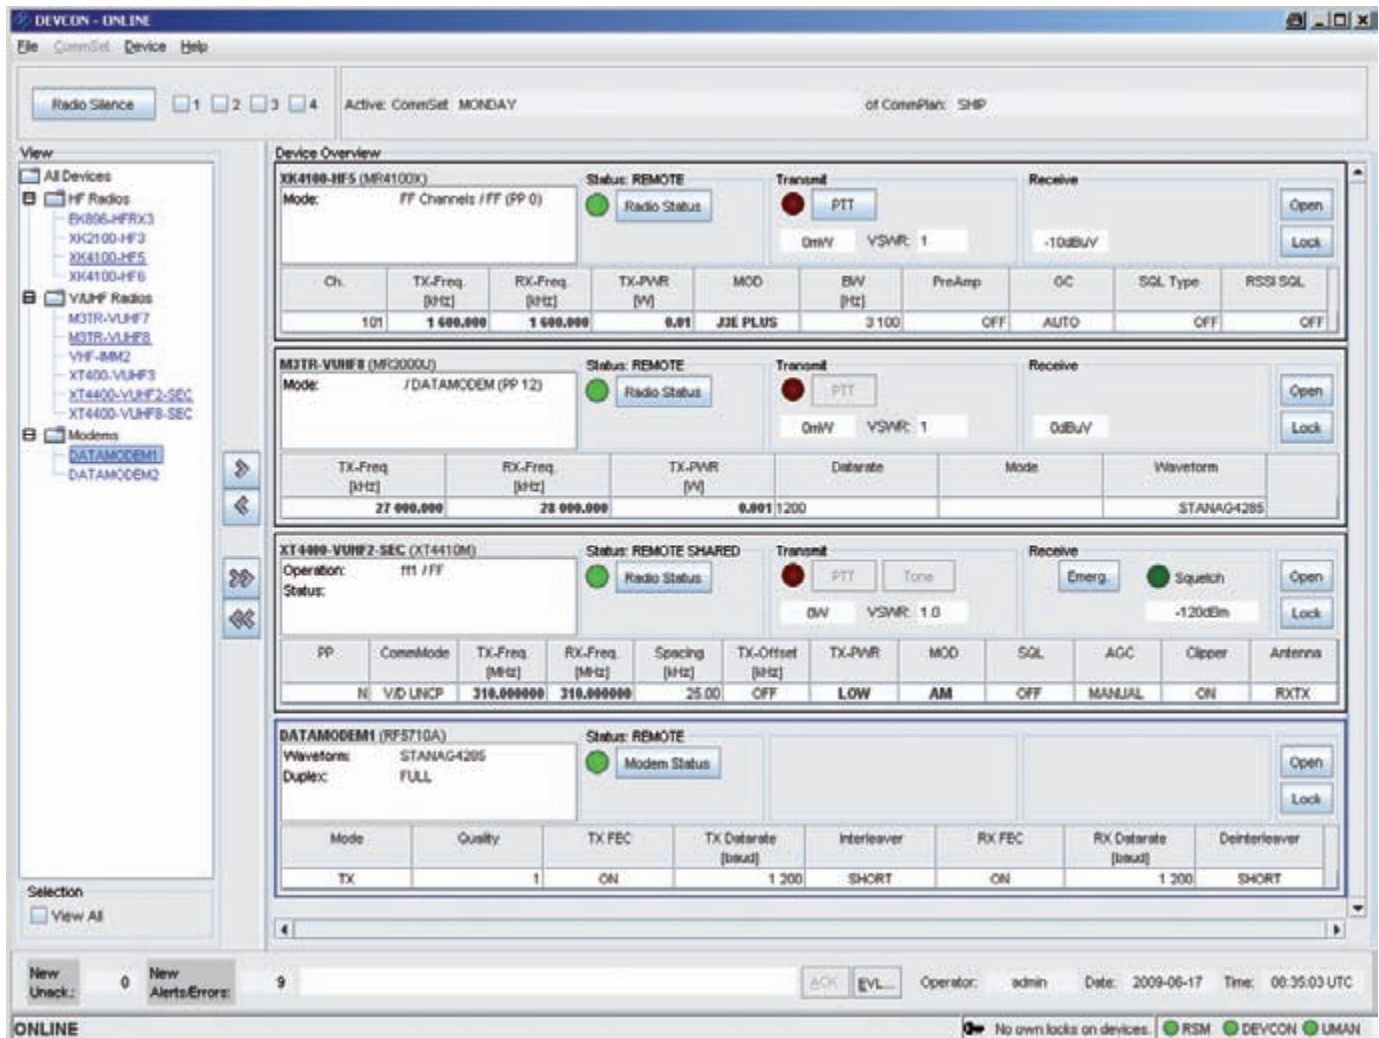 DEVCON - ONLINE
File CommSet Device Help
Radio Silence 1 2 3 4 Active: CommSet MONDAY of CommPlan: SHIP
View
All Devices
HF Radios
EK896-HFRX3
XK2100-HF3
XK4100-HF5
XK4100-HF6
V/UHF Radios
M3TR-VUHF7
M3TR-VUHF8
VHF-IMM2
XT400-VUHF3
XT4400-VUHF2-SEC
XT4400-VUHF8-SEC
Modems
DATAMODEM1
DATAMODEM2
Selection
View All
Device Overview
XK4100-HF5 (MR4100X) Status: REMOTE Transmit Receive
Mode: FF Channels / FF (PP 0) Radio Status PTT Open
0mW VSWR: 1 -10dBuV Lock
Ch. TX-Freq. [kHz] RX-Freq. [kHz] TX-PWR [W] MOD BW [Hz] PreAmp GC SQL Type RSSI SQL
101 1 600.000 1 600.000 0.01 J3E PLUS 3 100 OFF AUTO OFF OFF
M3TR-VUHF8 (MR3000U) Status: REMOTE Transmit Receive
Mode: / DATAMODEM (PP 12) Radio Status PTT Open
0mW VSWR: 1 0dBuV Lock
TX-Freq. [kHz] RX-Freq. [kHz] TX-PWR [W] Datarate Mode Waveform
27 000.000 28 000.000 0.001 1200 STANAG4285
XT4400-VUHF2-SEC (XT4410M) Status: REMOTE SHARED Transmit Receive
Operation: fff1 / FF Radio Status PTT Tone Emerg. Squelch Open
Status:
0W VSWR: 1.0 -120dBm Lock
PP CommMode TX-Freq. [MHz] RX-Freq. [MHz] Spacing [kHz] TX-Offset [kHz] TX-PWR MOD SQL AGC Clipper Antenna
N V/D UNCP 310.000000 310.000000 25.00 OFF LOW AM OFF MANUAL ON RXTX
DATAMODEM1 (RF5710A) Status: REMOTE
Waveform: STANAG4285 Modem Status Open
Duplex: FULL Lock
Mode Quality TX FEC TX Datarate [baud] Interleaver RX FEC RX Datarate [baud] Deinterleaver
TX 1 ON 1 200 SHORT ON 1 200 SHORT
New Unack.: 0 New Alerts/Errors: 9 ACK EVL... Operator: admin Date: 2009-06-17 Time: 08:35:03 UTC
ONLINE No own locks on devices. RSM DEVCON UMAN